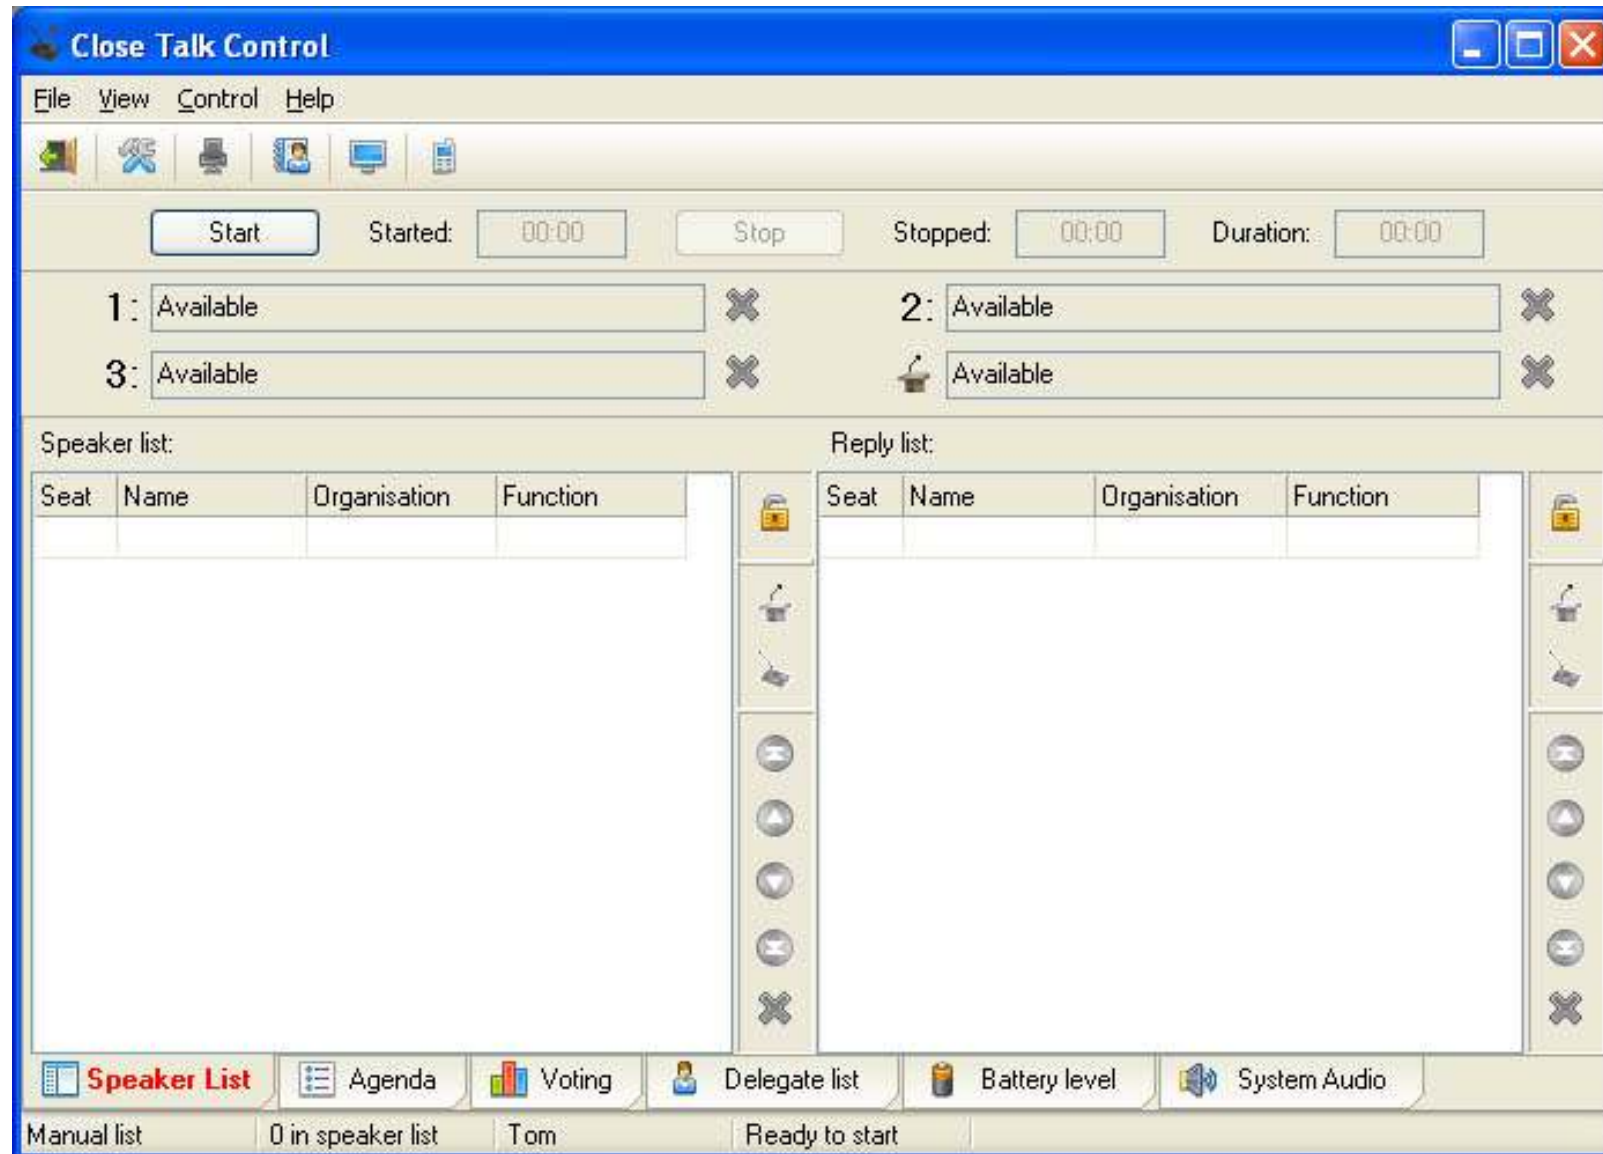 Close Talk Control
File View Control Help
Start Started: 00:00 Stop Stopped: 00:00 Duration: 00:00
1: Available 2: Available
3: Available Available
Speaker list: Reply list:
Seat Name Organisation Function Seat Name Organisation Function
Speaker List Agenda Voting Delegate list Battery level System Audio
Manual list 0 in speaker list Tom Ready to start